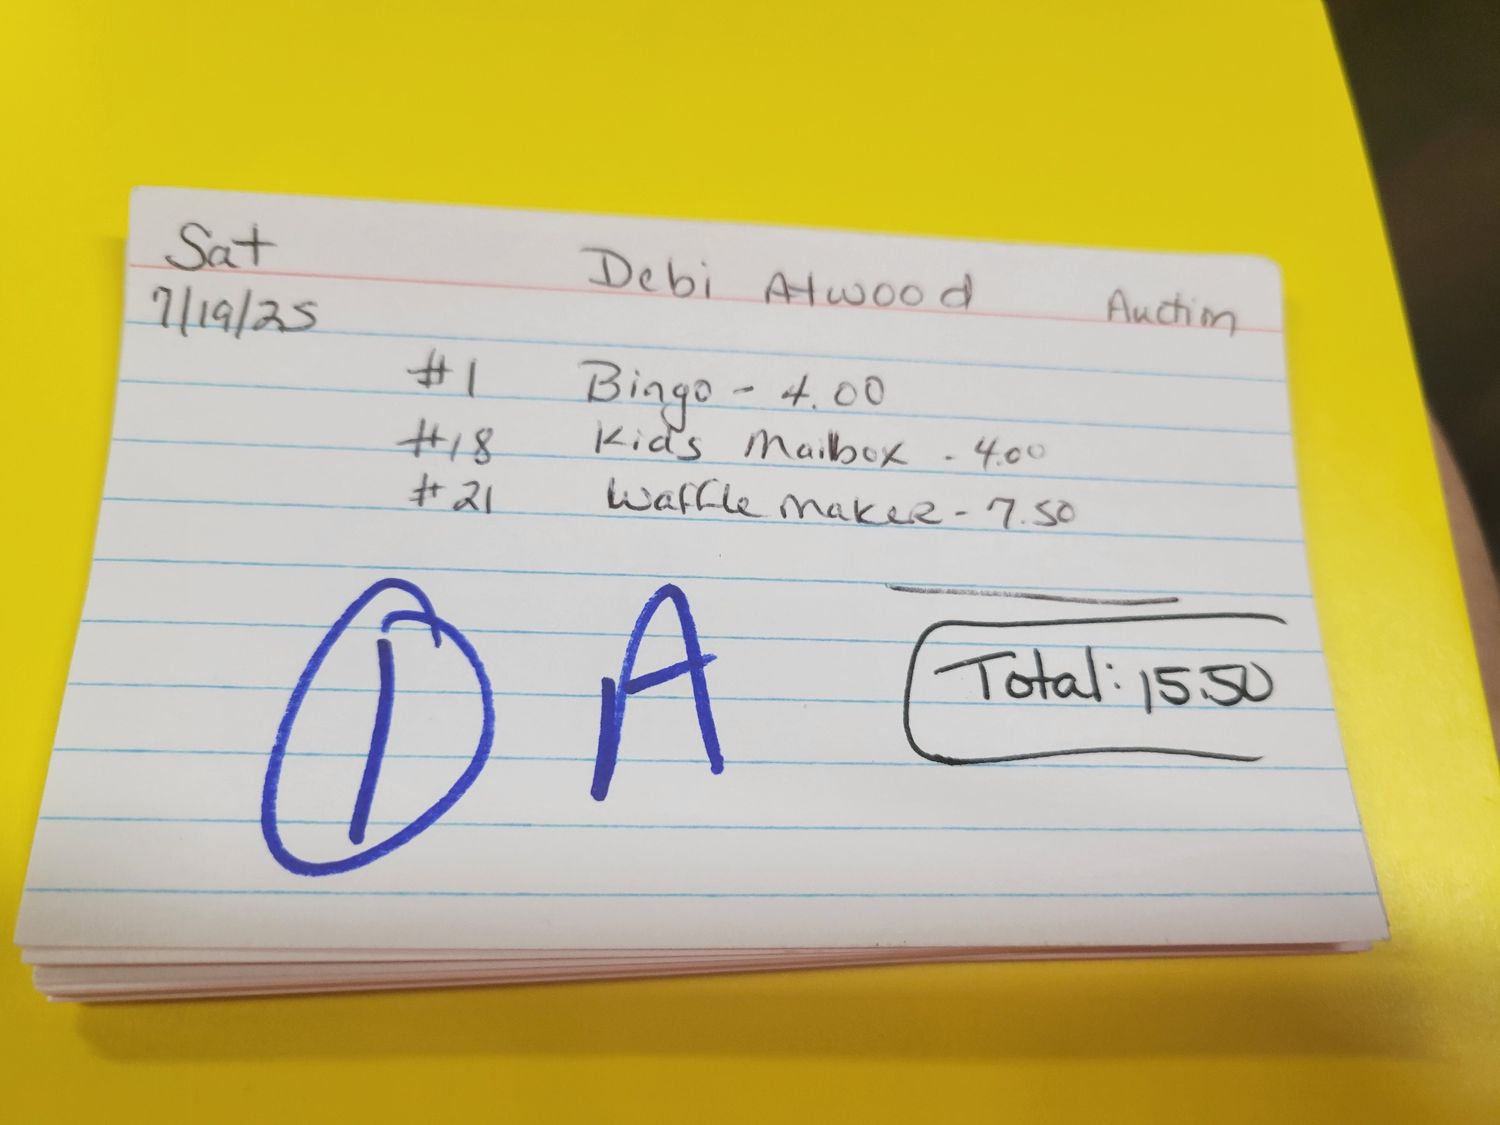 Sat Debi Atwood Auction
7/19/25
#1 Bingo - 4.00
#18 Kids Mailbox - 4.00
#21 Waffle Maker - 7.50
1 A
Total: 15.50